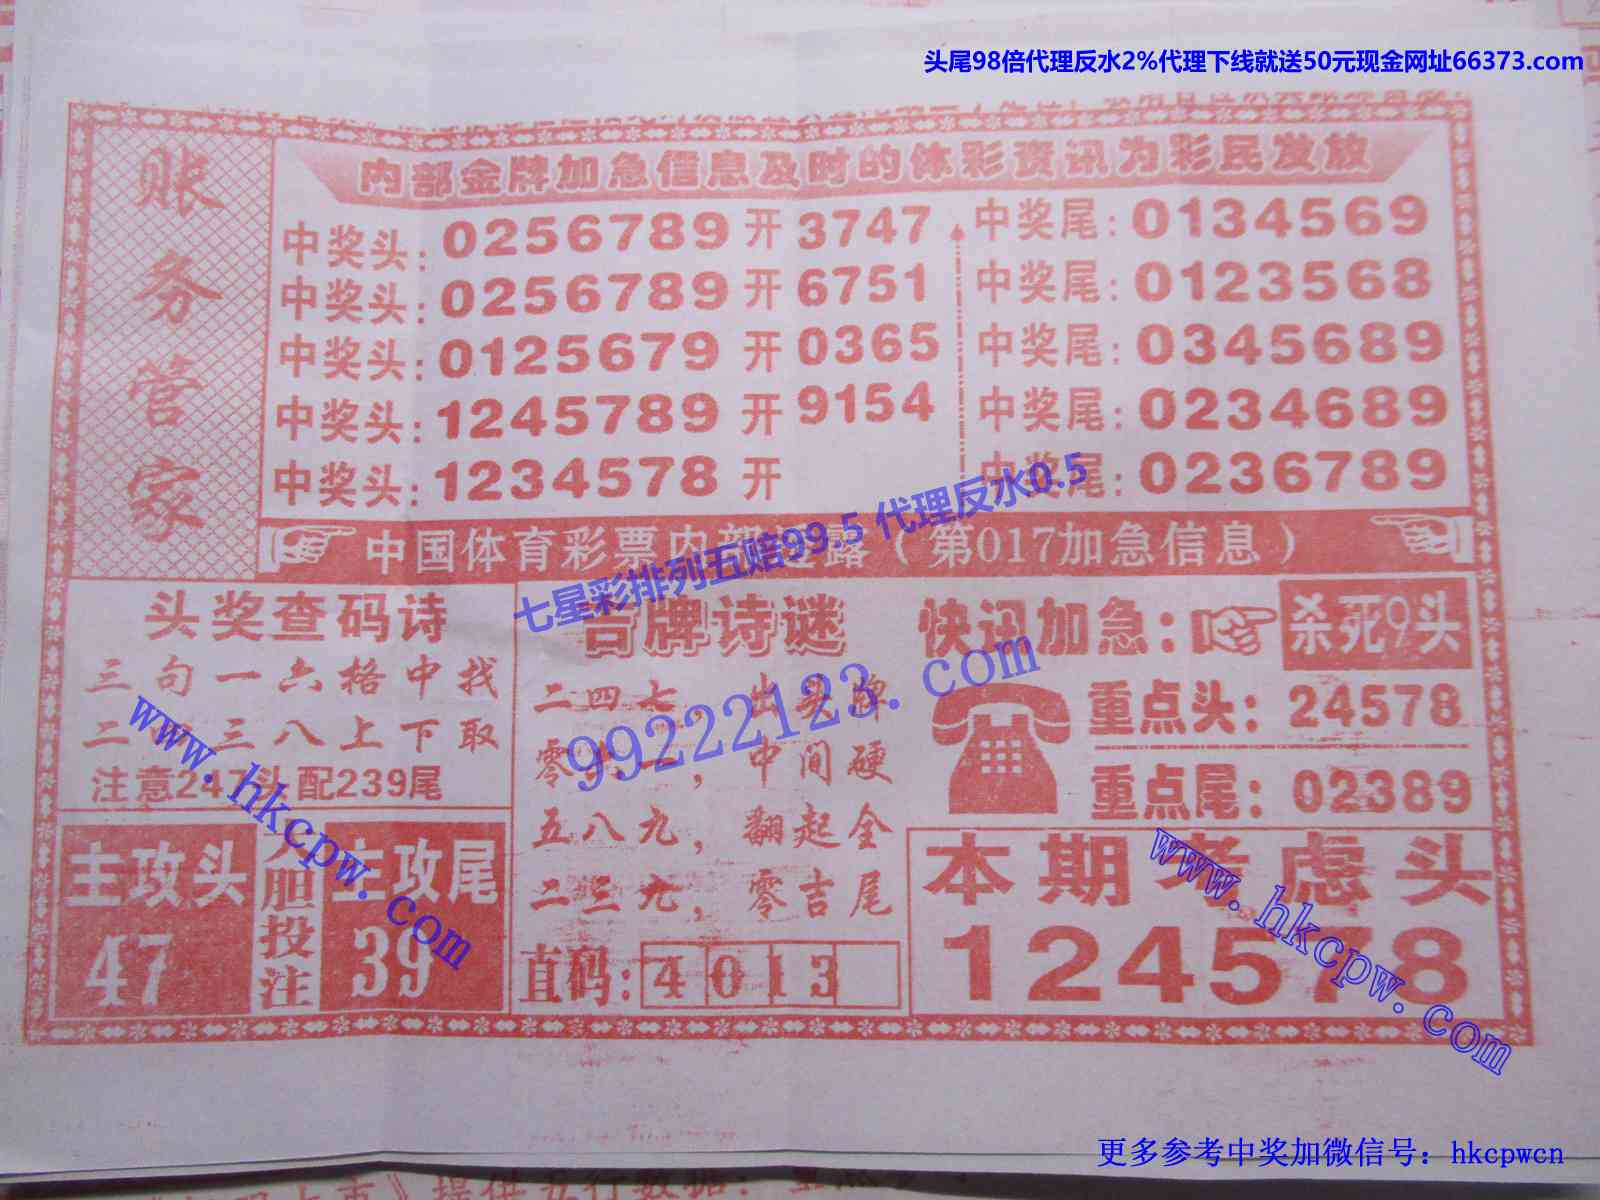 头尾98倍代理反水2%代理下线就送50元现金网址66373.com
账务管家
内部金牌加急信息及时的体彩资讯为彩民发放
中奖头:0256789开3747 中奖尾:0134569
中奖头:0256789开6751 中奖尾:0123568
中奖头:0125679开0365 中奖尾:0345689
中奖头:1245789开9154 中奖尾:0234689
中奖头:1234578开 中奖尾:0236789
中国体育彩票内部 露（第017加急信息）
七星彩排列五赔99.5 代理反水0.5
99222123.com
头奖查码诗
三句一六格中找
二 三八上下取
注意247头配239尾
主攻头
47
大胆投注
主攻尾
39
www.hkcpw.com
吉牌诗谜
二四七，出头牌
零六一，中间硬
五八九，翻起全
二三九，零吉尾
直码:4013
快讯加急:杀死9头
重点头:24578
重点尾:02389
本期考虑头
124578
www.hkcpw.com
更多参考中奖加微信号：hkcpwcn